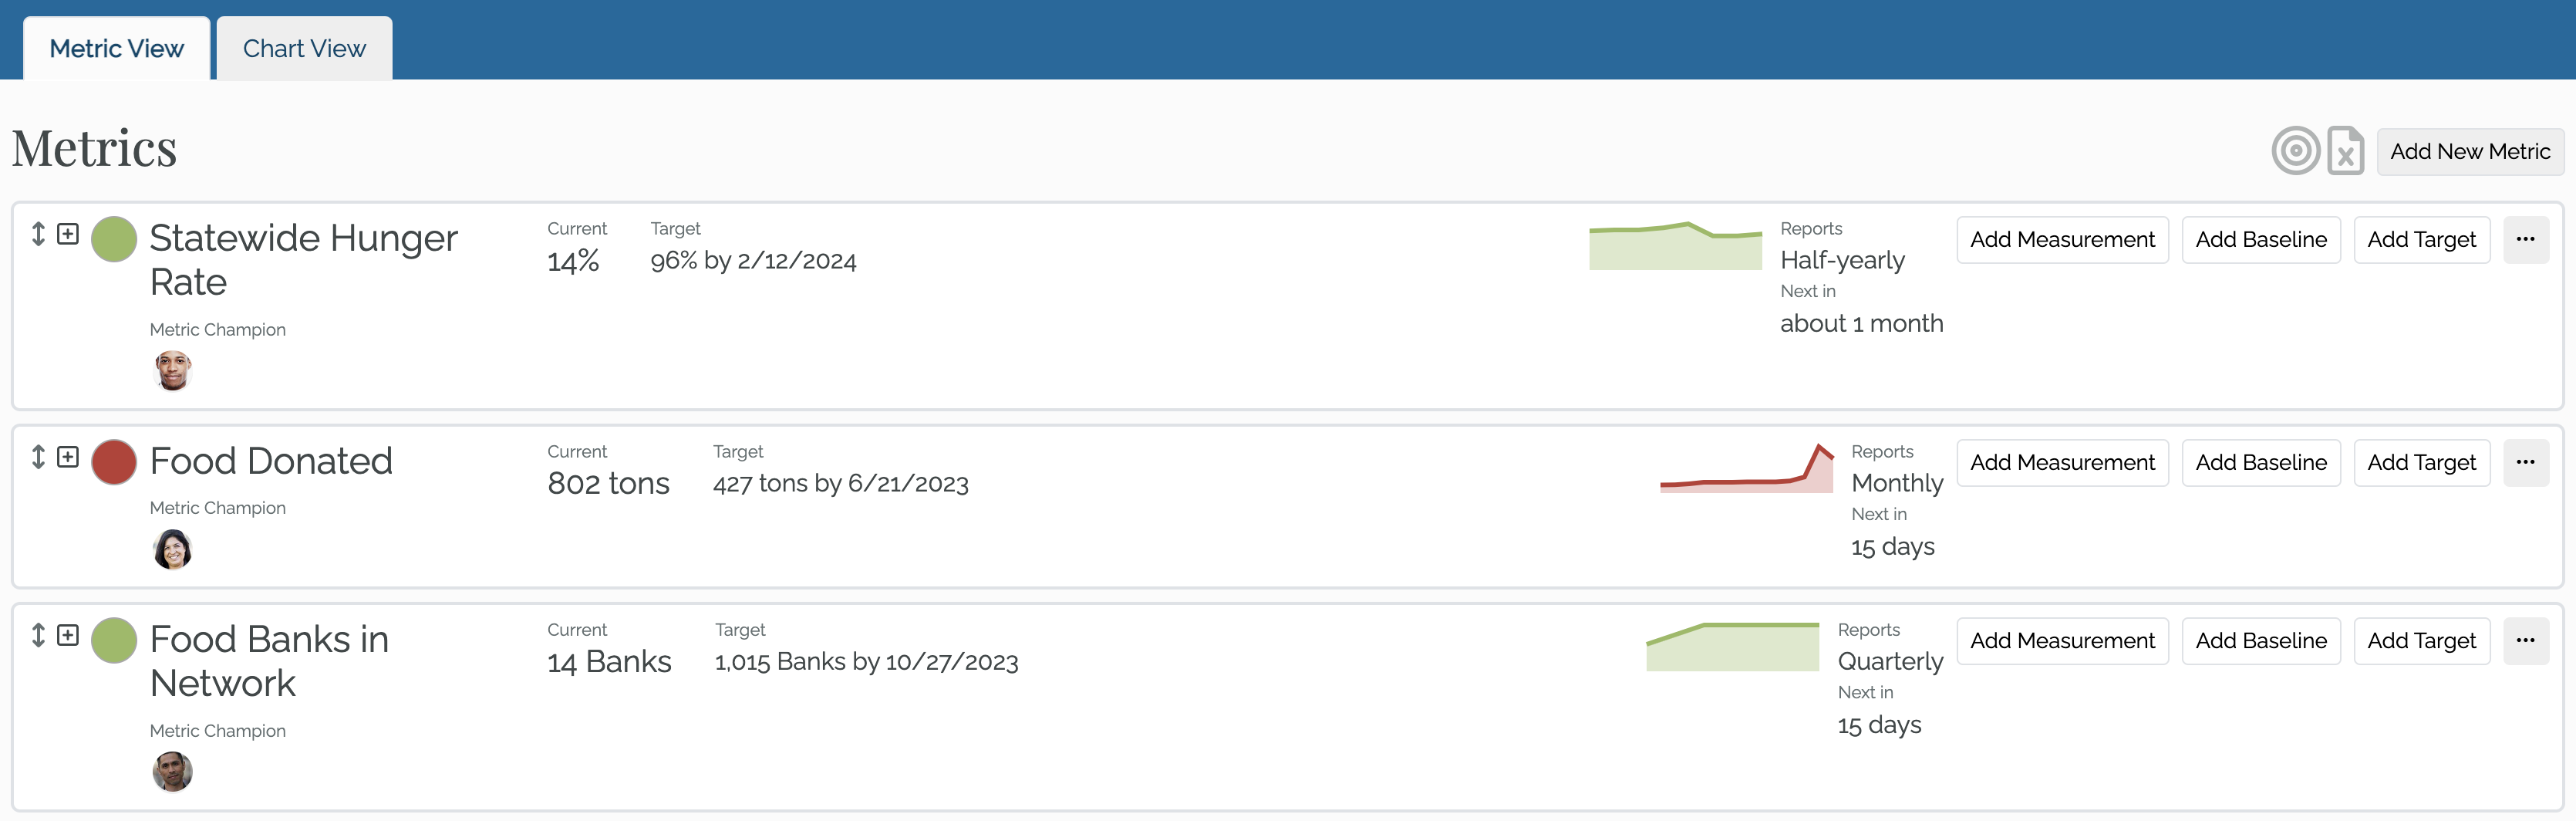 Metric View
Chart View
Metrics
Add New Metric
Statewide Hunger
Rate
Metric Champion
Current
14%
Target
96% by 2/12/2024
Reports
Half-yearly
Next in
about 1 month
Add Measurement
Add Baseline
Add Target
Food Donated
Metric Champion
Current
802 tons
Target
427 tons by 6/21/2023
Reports
Monthly
Next in
15 days
Add Measurement
Add Baseline
Add Target
Food Banks in
Network
Metric Champion
Current
14 Banks
Target
1,015 Banks by 10/27/2023
Reports
Quarterly
Next in
15 days
Add Measurement
Add Baseline
Add Target